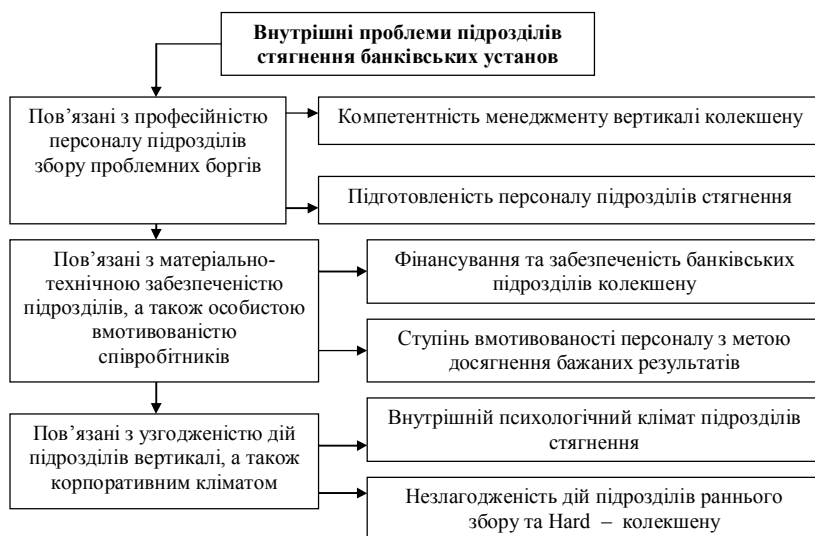 Внутрішні проблеми підрозділів
стягнення банківських установ
Пов’язані з професійністю
персоналу підрозділів
збору проблемних боргів
Компетентність менеджменту вертикалі колекшену
Підготовленість персоналу підрозділів стягнення
Пов’язані з матеріально-
технічною забезпеченістю
підрозділів, а також особистою
вмотивованістю
співробітників
Фінансування та забезпеченість банківських
підрозділів колекшену
Ступінь вмотивованості персоналу з метою
досягнення бажаних результатів
Пов’язані з узгодженістю дій
підрозділів вертикалі, а також
корпоративним кліматом
Внутрішній психологічний клімат підрозділів
стягнення
Незлагодженість дій підрозділів раннього
збору та Hard – колекшену